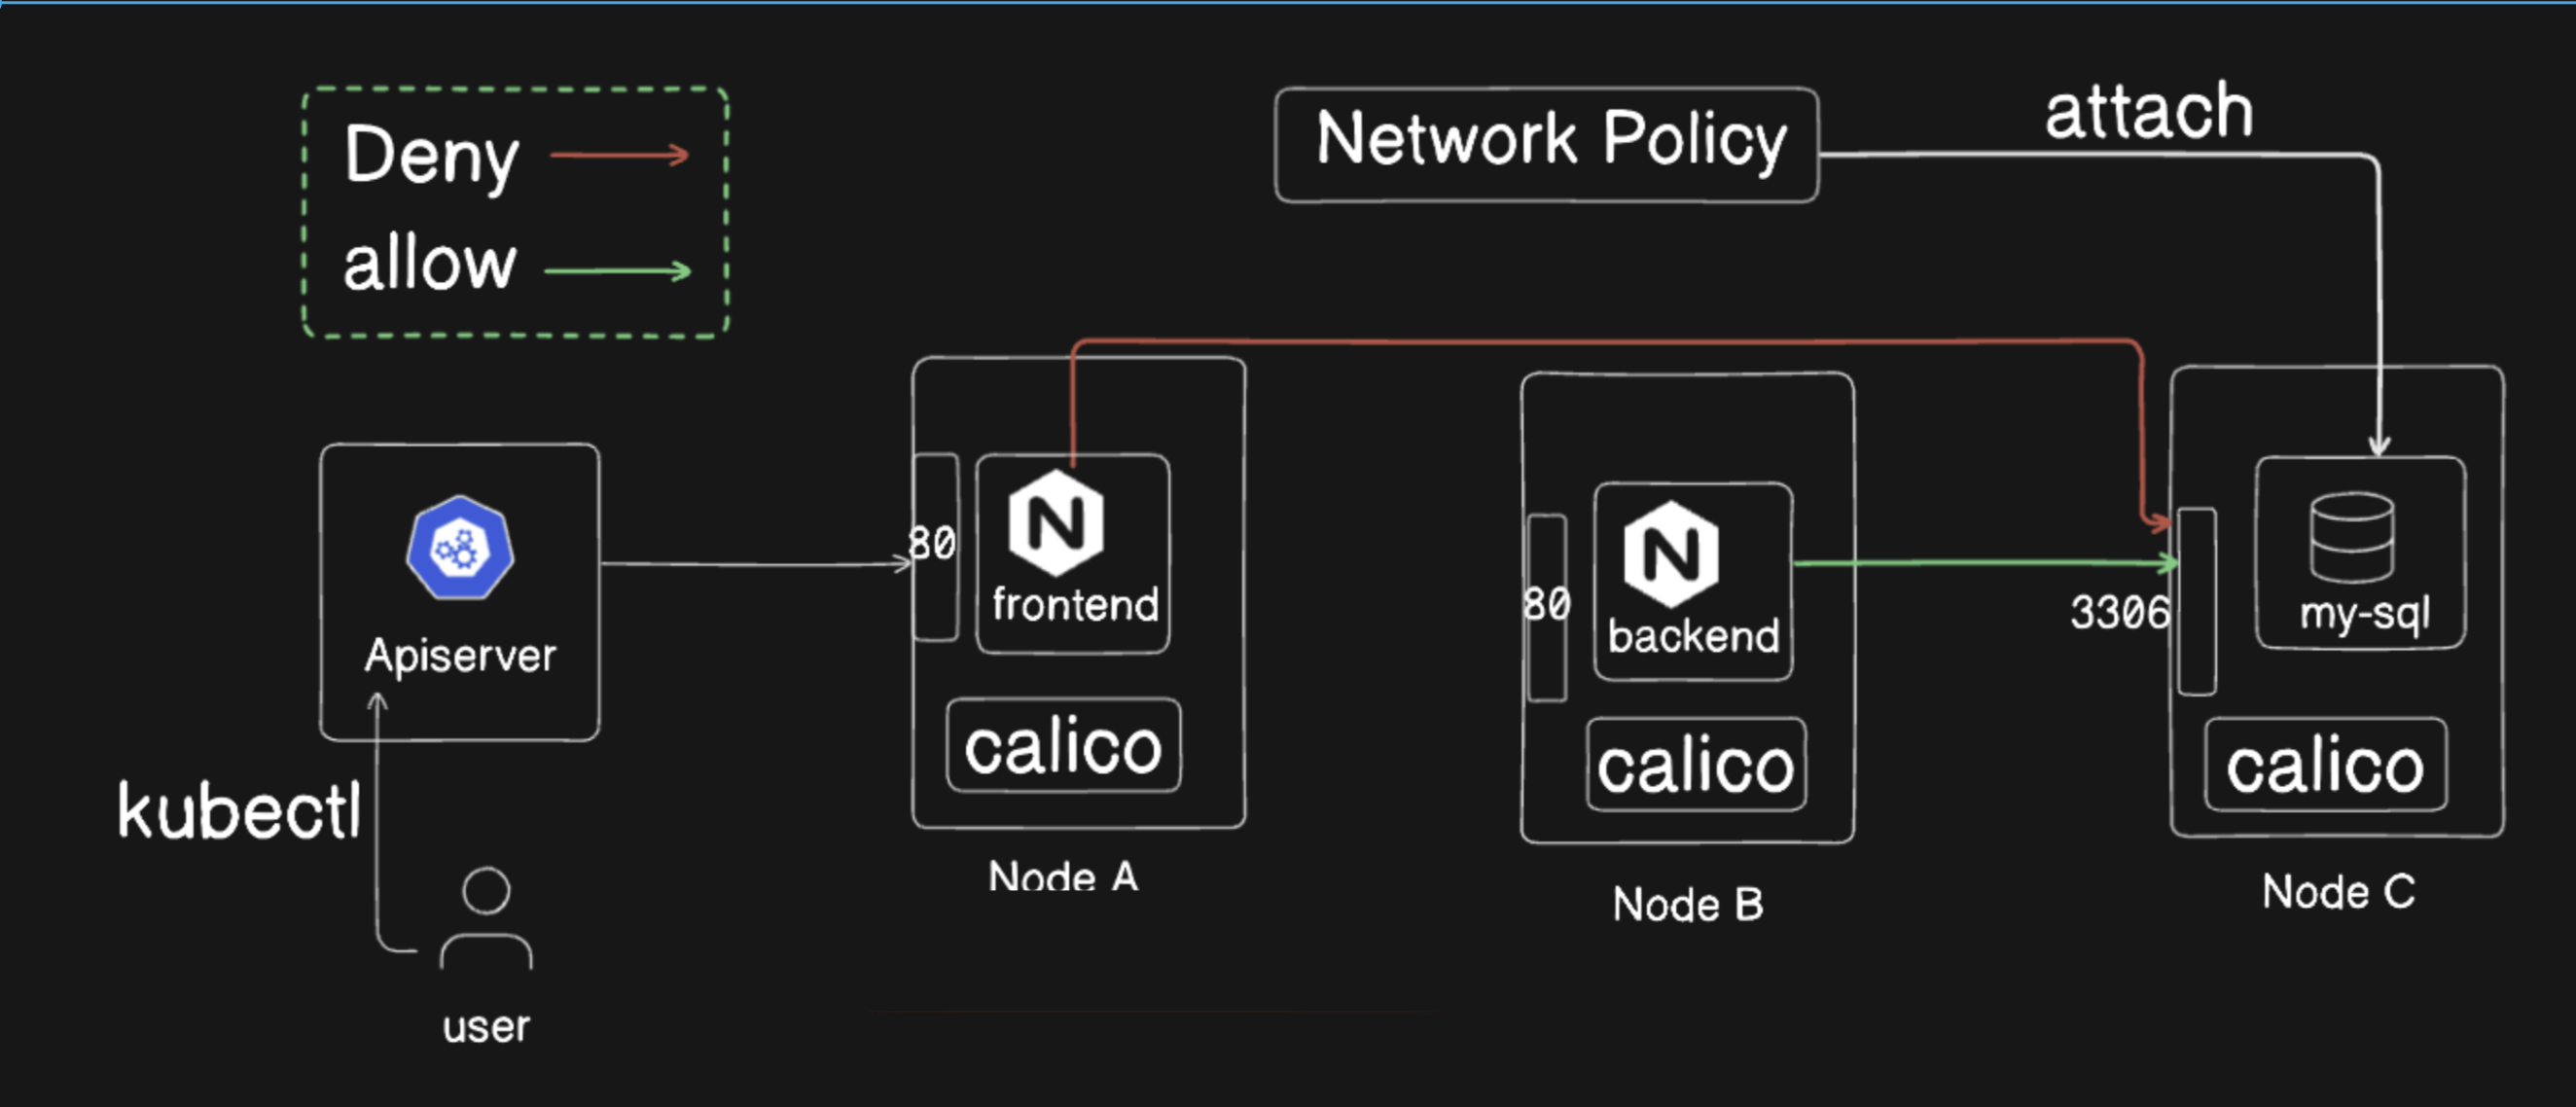 Deny
allow
Network Policy
attach
Apiserver
kubectl
user
80
N
frontend
calico
Node A
80
N
backend
calico
Node B
3306
my-sql
calico
Node C